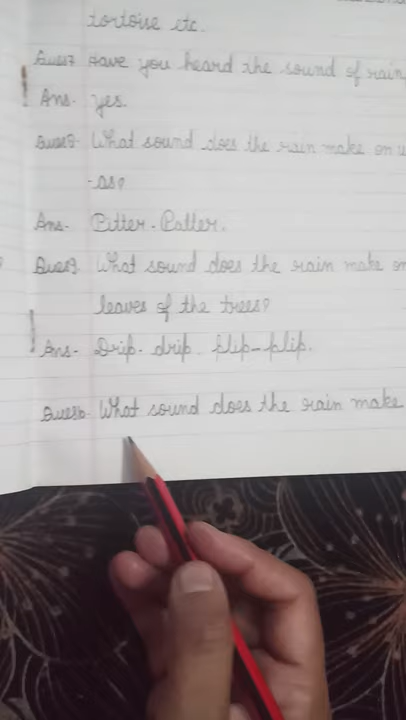 tortoise etc.
Ques7 Have you heard the sound of rain
Ans- yes.
Ques8- What sound does the rain make on u
-as?
Ans- Pitter-Patter.
Ques9. What sound does the rain make on
leaves of the trees?
Ans- Drip- drip flip-flip.
Ques10- What sound does the rain make